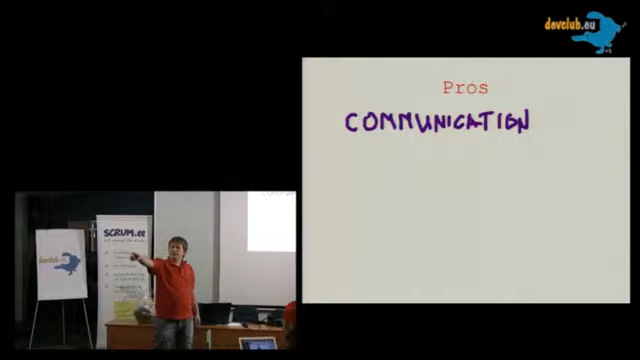 devclub.eu
Pros
COMMUNICATION
SCRUM.ee
devclub.eu